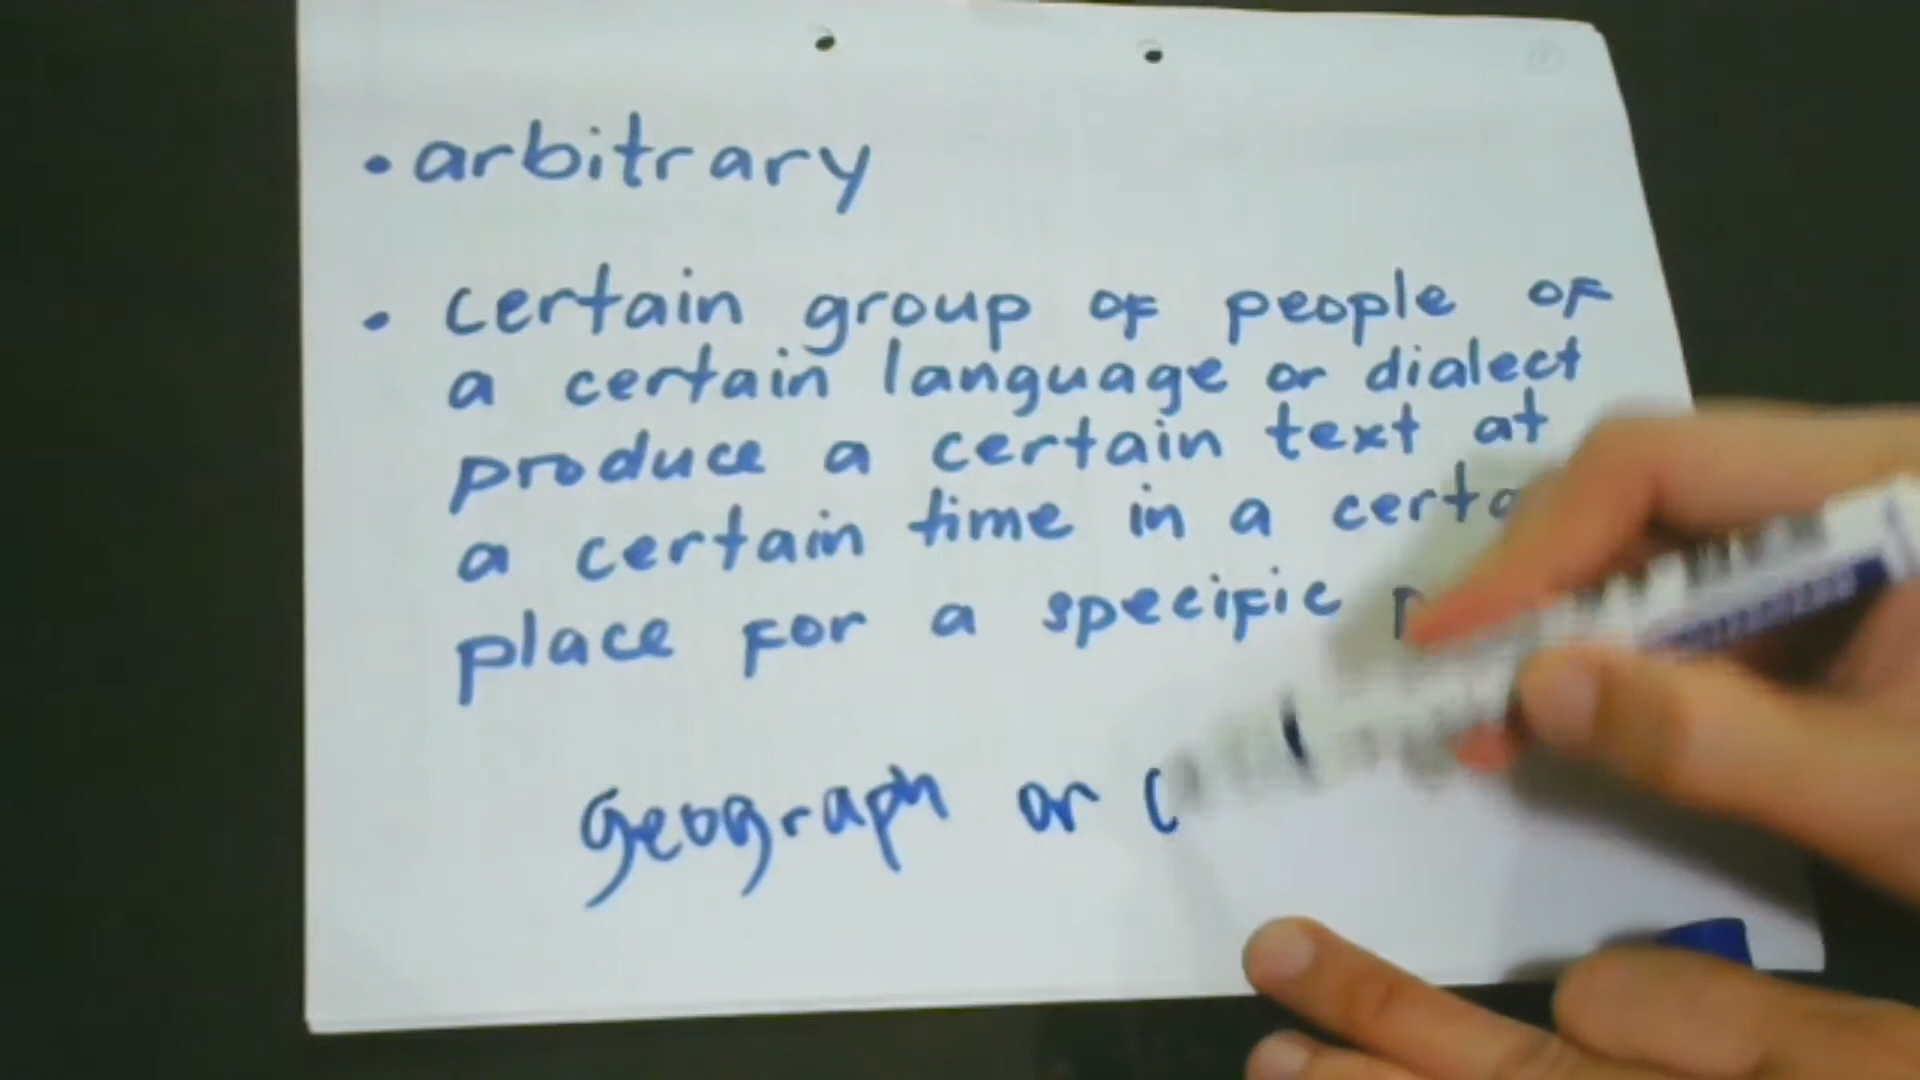 • arbitrary
• certain group of people of
a certain language or dialect
produce a certain text at
a certain time in a
place for a specific
Geograph or